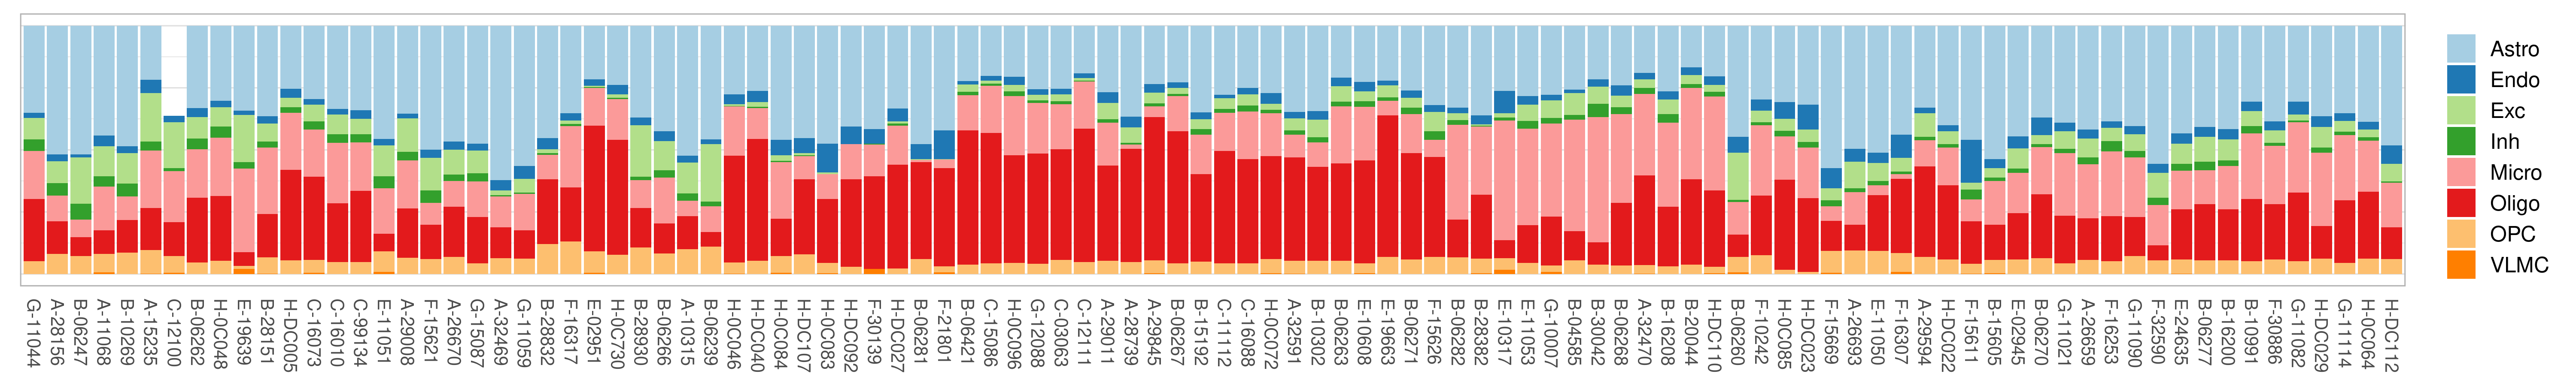 Astro
Endo
Exc
Inh
Micro
Oligo
OPC
VLMC
G-11044
A-28156
B-06247
A-11068
B-10269
A-15235
C-12100
B-06262
H-0C048
E-19639
B-28151
H-DC005
C-16073
C-16010
C-99134
E-11051
A-29008
F-15621
A-26670
G-15087
A-32469
G-11059
B-28832
F-16317
E-02951
H-0C730
B-28930
B-06266
A-10315
B-06239
H-0C046
H-DC040
H-0C084
H-DC107
H-0C083
H-DC092
F-30139
H-DC027
B-06281
F-21801
B-06421
C-15086
H-0C096
G-12088
C-03063
C-12111
A-29011
A-28739
A-29845
B-06267
B-15192
C-11112
C-16088
H-0C072
A-32591
B-10302
B-06263
E-10608
E-19663
B-06271
F-15626
B-06282
B-28382
E-10317
E-11053
G-10007
B-04585
B-30042
B-06268
A-32470
B-16208
B-20044
H-DC110
B-06260
F-10242
H-0C085
H-DC023
F-15669
A-26693
E-11050
F-16307
A-29594
H-DC022
F-15611
B-15605
E-02945
B-06270
G-11021
A-26659
F-16253
G-11090
F-32590
E-24635
B-06277
B-16200
B-10991
F-30886
G-11082
H-DC029
G-11114
H-0C064
H-DC112